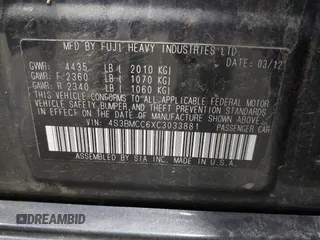 MFD BY FUJI HEAVY INDUSTRIES LTD.
GVWR: 4435 LB ( 2010 KG) DATE: 03/12
GAWR: F 2360 LB ( 1070 KG)
GAWR: R 2340 LB ( 1060 KG)
THIS VEHICLE CONFORMS TO ALL APPLICABLE FEDERAL MOTOR
VEHICLE SAFETY, BUMPER, AND THEFT PREVENTION STANDARDS
IN EFFECT ON THE DATE OF MANUFACTURE SHOWN ABOVE.
VIN: 4S3BMCC6XC3033881 PASSENGER CAR
ASSEMBLED BY SIA INC. MADE IN U.S.A.
DREAMBID